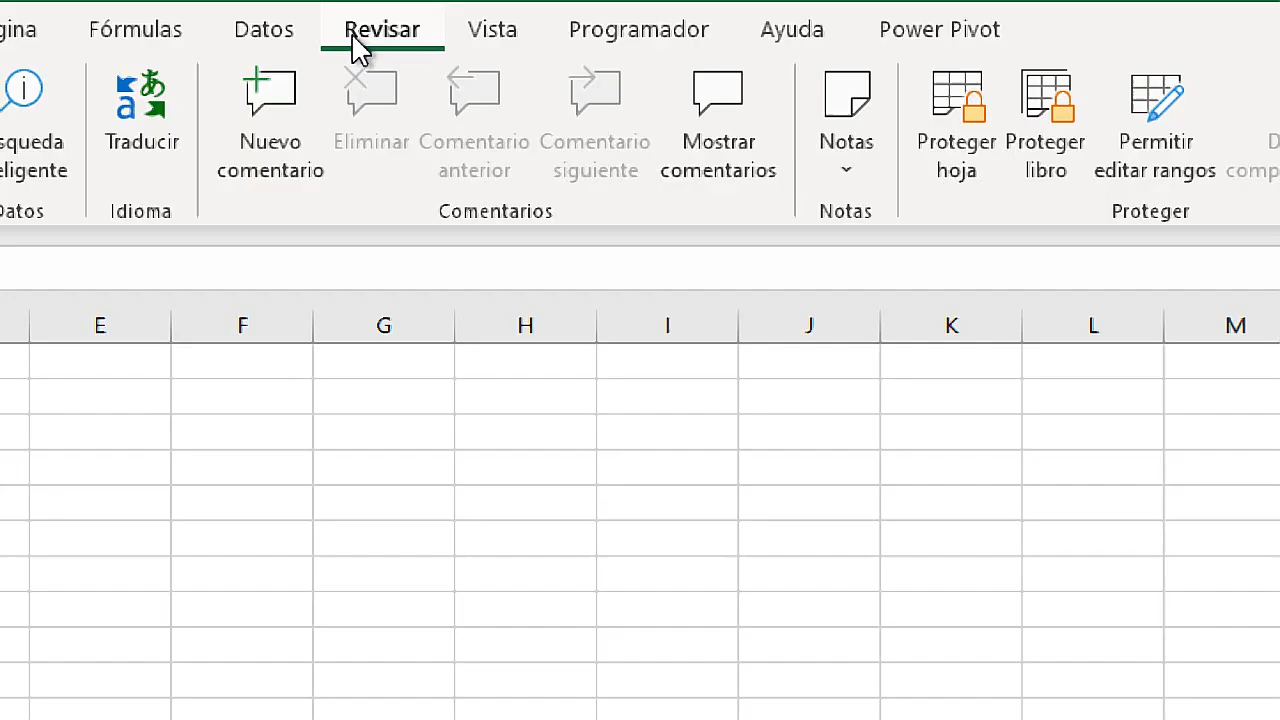 gina Fórmulas Datos Revisar Vista Programador Ayuda Power Pivot
squeda
eligente
Datos
Traducir
Idioma
Nuevo
comentario
Eliminar
Comentario
anterior
Comentario
siguiente
Mostrar
comentarios
Comentarios
Notas
Notas
Proteger
hoja
Proteger
libro
Permitir
editar rangos
D
comp
Proteger
E F G H I J K L M